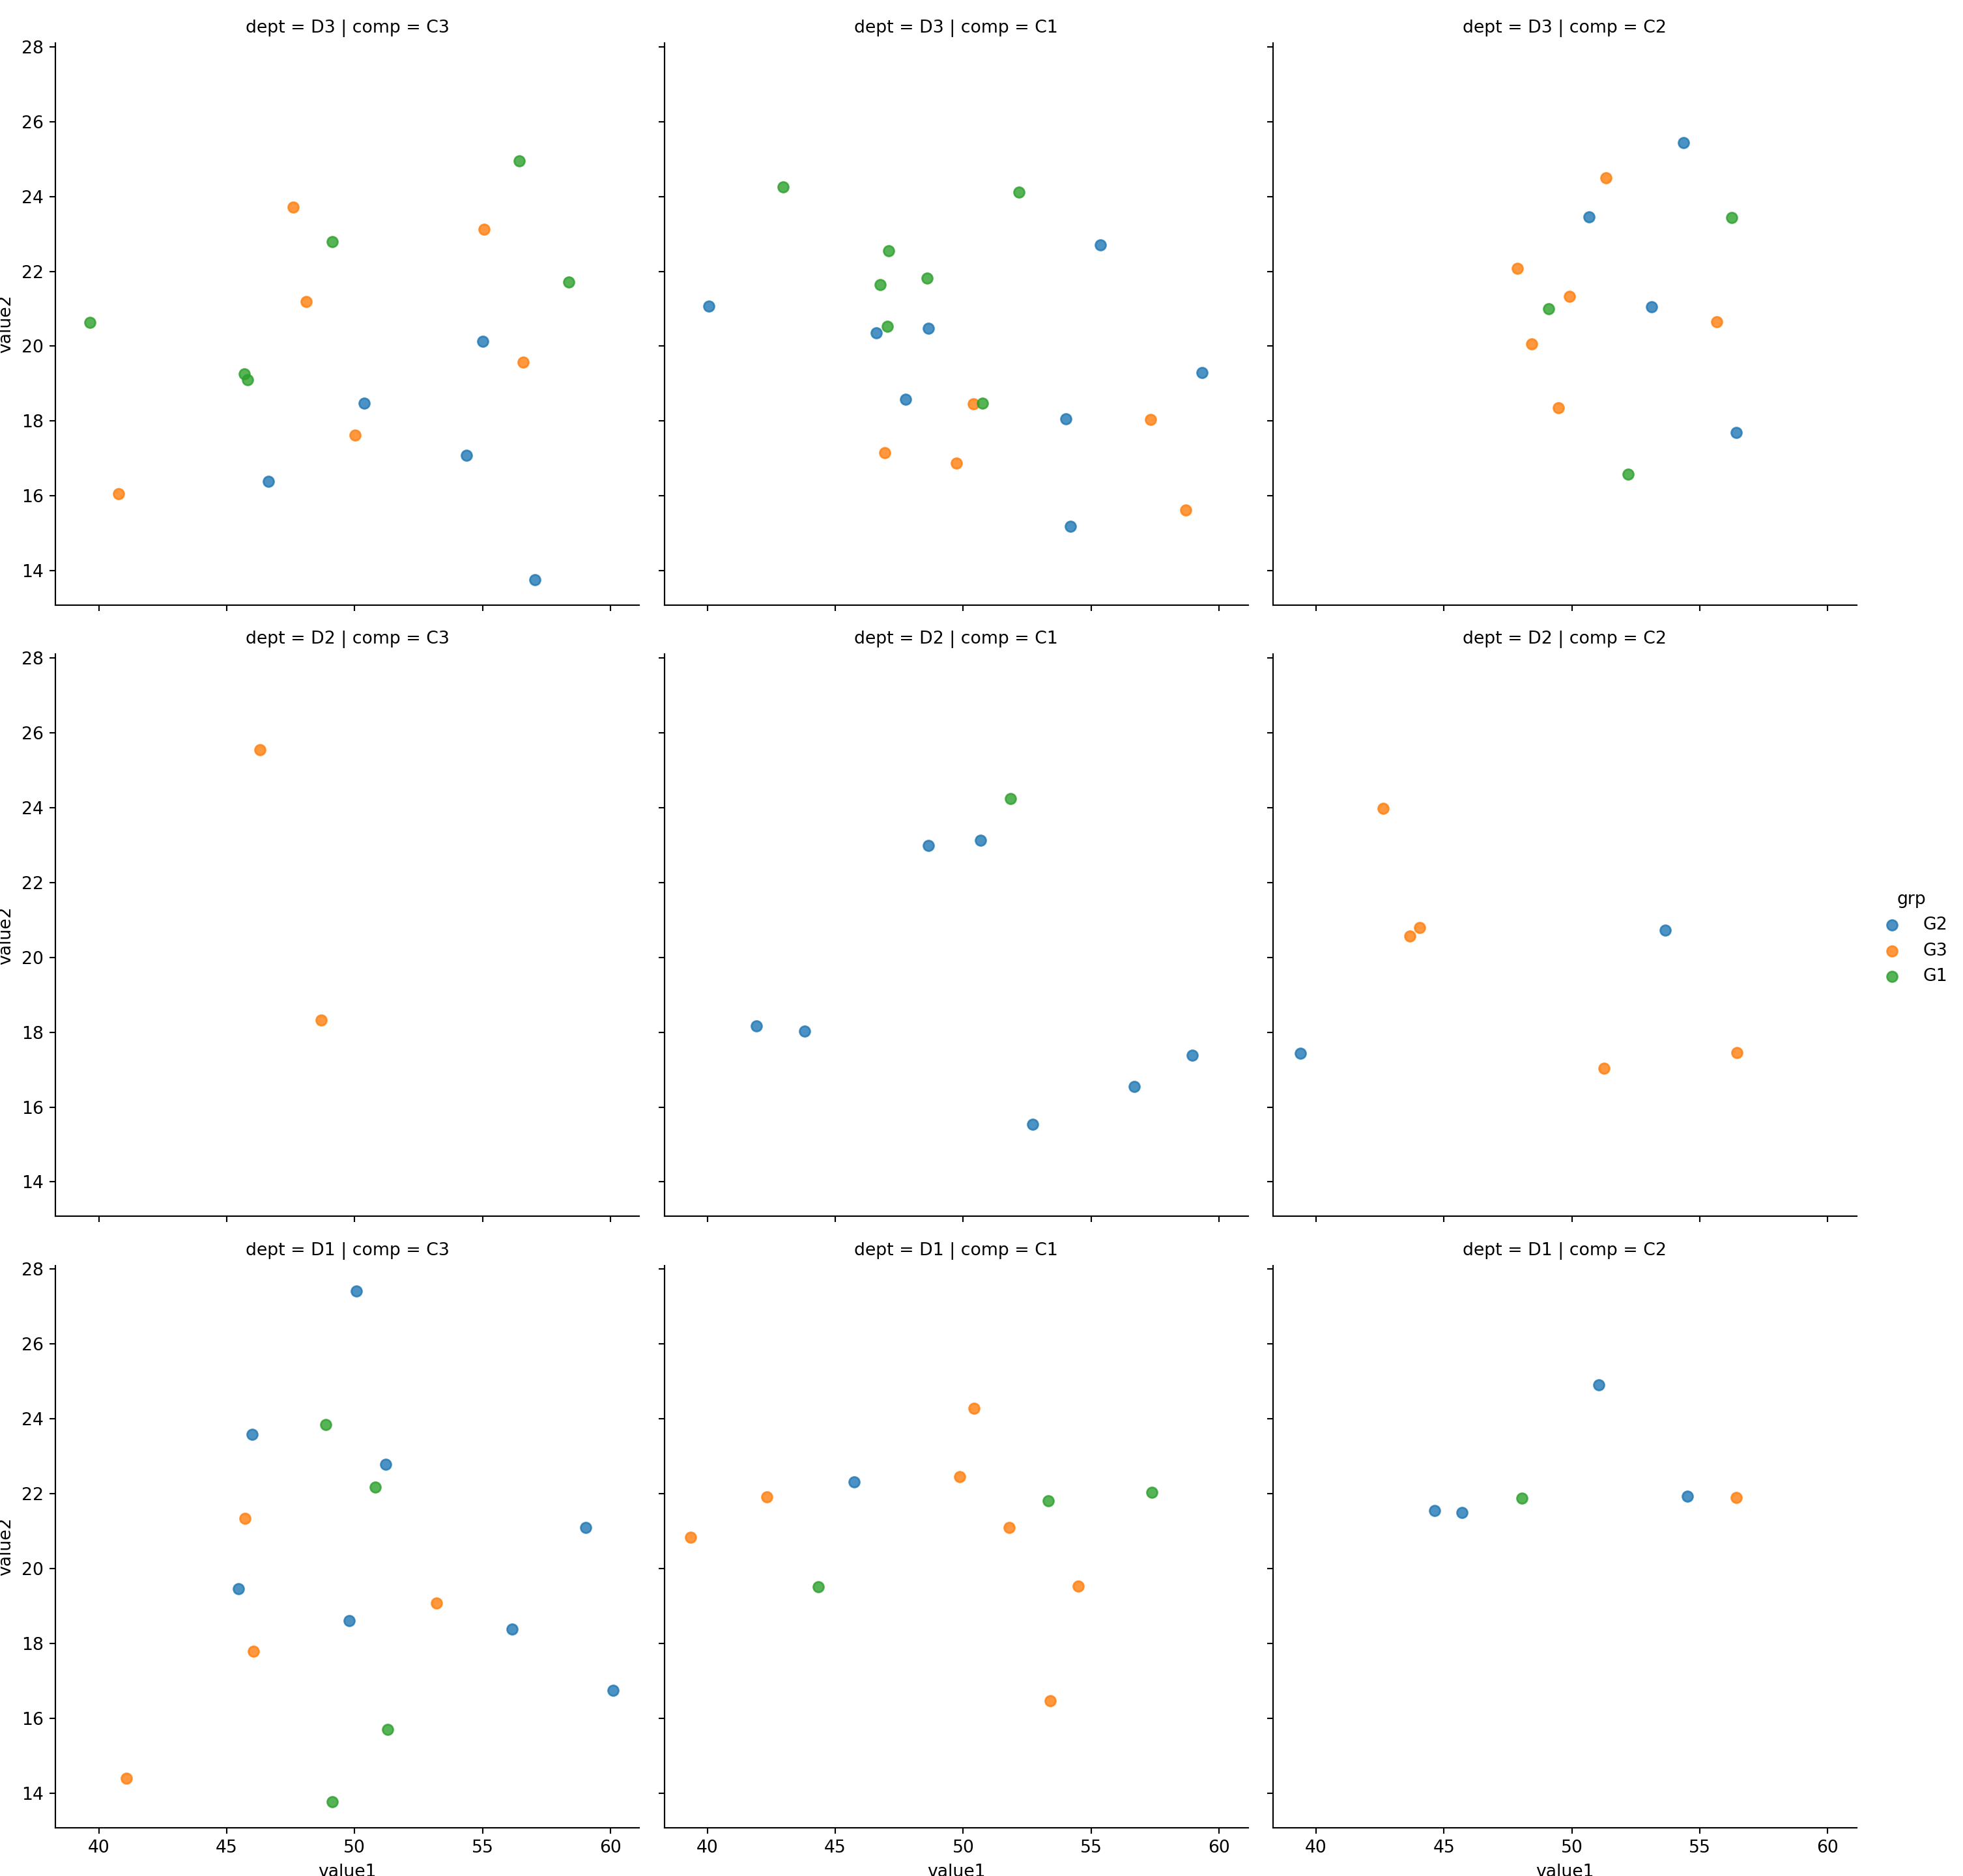 dept = D3 | comp = C3
dept = D3 | comp = C1
dept = D3 | comp = C2
28
26
24
22
20
18
16
14
value2
dept = D2 | comp = C3
dept = D2 | comp = C1
dept = D2 | comp = C2
28
26
24
22
20
18
16
14
value2
grp
G2
G3
G1
dept = D1 | comp = C3
dept = D1 | comp = C1
dept = D1 | comp = C2
28
26
24
22
20
18
16
14
value2
40 45 50 55 60
40 45 50 55 60
40 45 50 55 60
value1
value1
value1